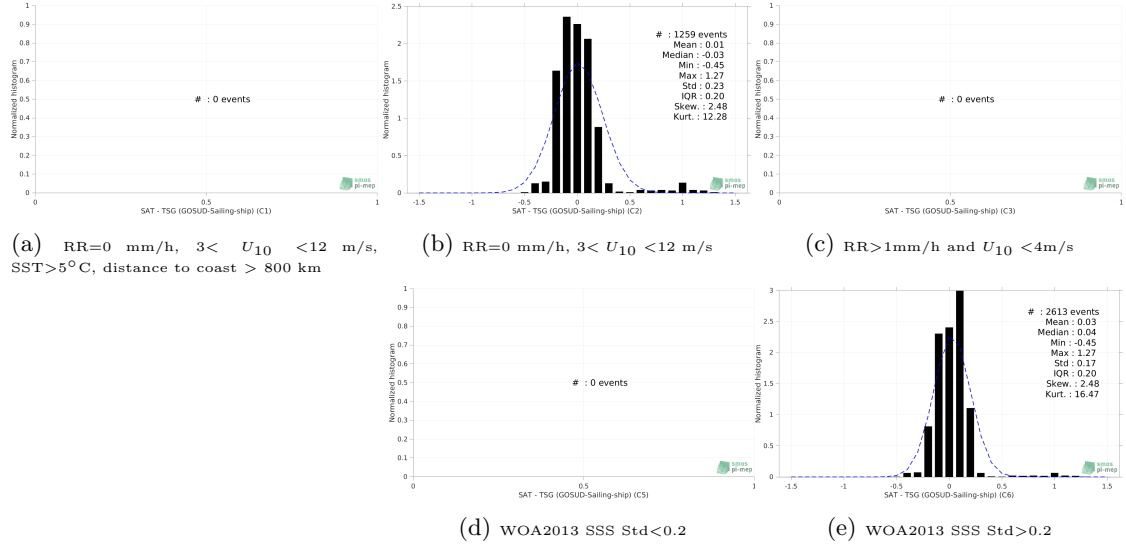 1
0.9
0.8
0.7
0.6
0.5
0.4
0.3
0.2
0.1
0
Normalized histogram
# : 0 events
smos
pi-mep
0 0.5 1
SAT - TSG (GOSUD-Sailing-ship) (C1)
(a) RR=0 mm/h, 3< U10 <12 m/s,
SST>5°C, distance to coast > 800 km
2.5
2
1.5
1
0.5
0
Normalized histogram
# : 1259 events
Mean : 0.01
Median : -0.03
Min : -0.45
Max : 1.27
Std : 0.23
IQR : 0.20
Skew. : 2.48
Kurt. : 12.28
smos
pi-mep
-1.5 -1 -0.5 0 0.5 1 1.5
SAT - TSG (GOSUD-Sailing-ship) (C2)
(b) RR=0 mm/h, 3< U10 <12 m/s
1
0.9
0.8
0.7
0.6
0.5
0.4
0.3
0.2
0.1
0
Normalized histogram
# : 0 events
smos
pi-mep
0 0.5 1
SAT - TSG (GOSUD-Sailing-ship) (C3)
(c) RR>1mm/h and U10 <4m/s
1
0.9
0.8
0.7
0.6
0.5
0.4
0.3
0.2
0.1
0
Normalized histogram
# : 0 events
smos
pi-mep
0 0.5 1
SAT - TSG (GOSUD-Sailing-ship) (C5)
(d) WOA2013 SSS Std<0.2
3
2.5
2
1.5
1
0.5
0
Normalized histogram
# : 2613 events
Mean : 0.03
Median : 0.04
Min : -0.45
Max : 1.27
Std : 0.17
IQR : 0.20
Skew. : 2.48
Kurt. : 16.47
smos
pi-mep
-1.5 -1 -0.5 0 0.5 1 1.5
SAT - TSG (GOSUD-Sailing-ship) (C6)
(e) WOA2013 SSS Std>0.2